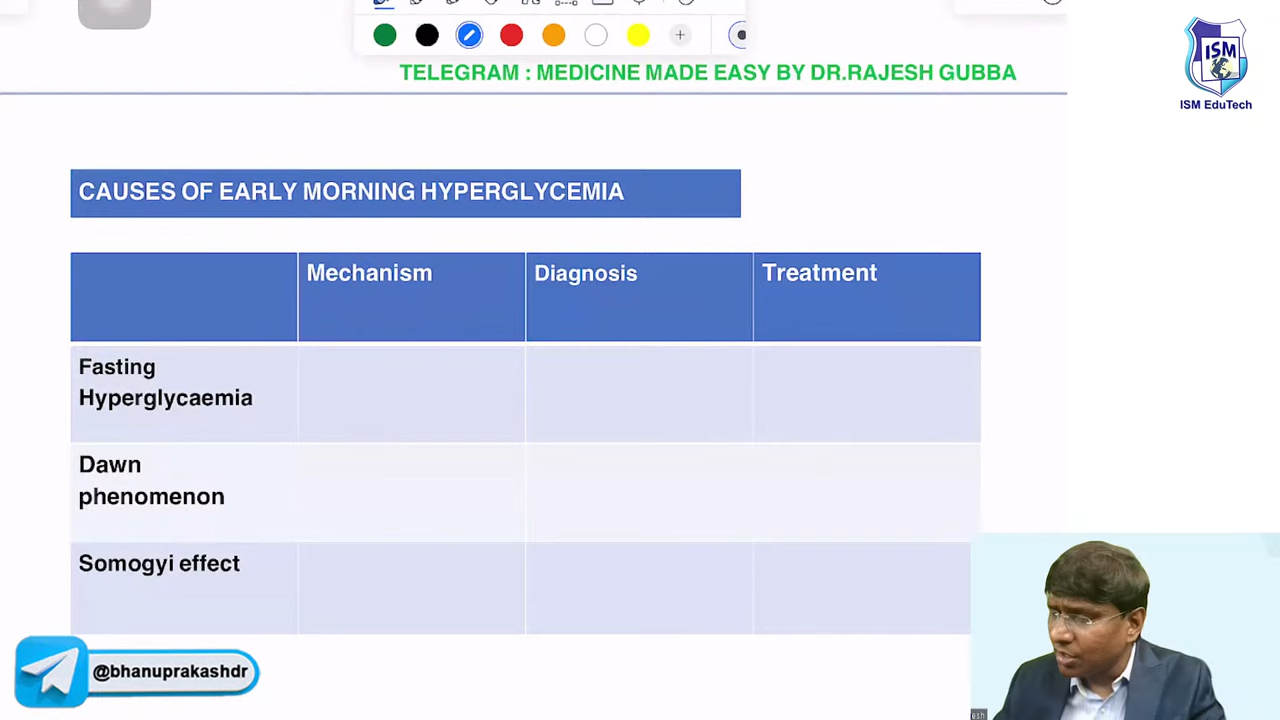 TELEGRAM : MEDICINE MADE EASY BY DR.RAJESH GUBBA
ISM
ISM EduTech
CAUSES OF EARLY MORNING HYPERGLYCEMIA
Mechanism
Diagnosis
Treatment
Fasting
Hyperglycaemia
Dawn
phenomenon
Somogyi effect
@bhanuprakashdr